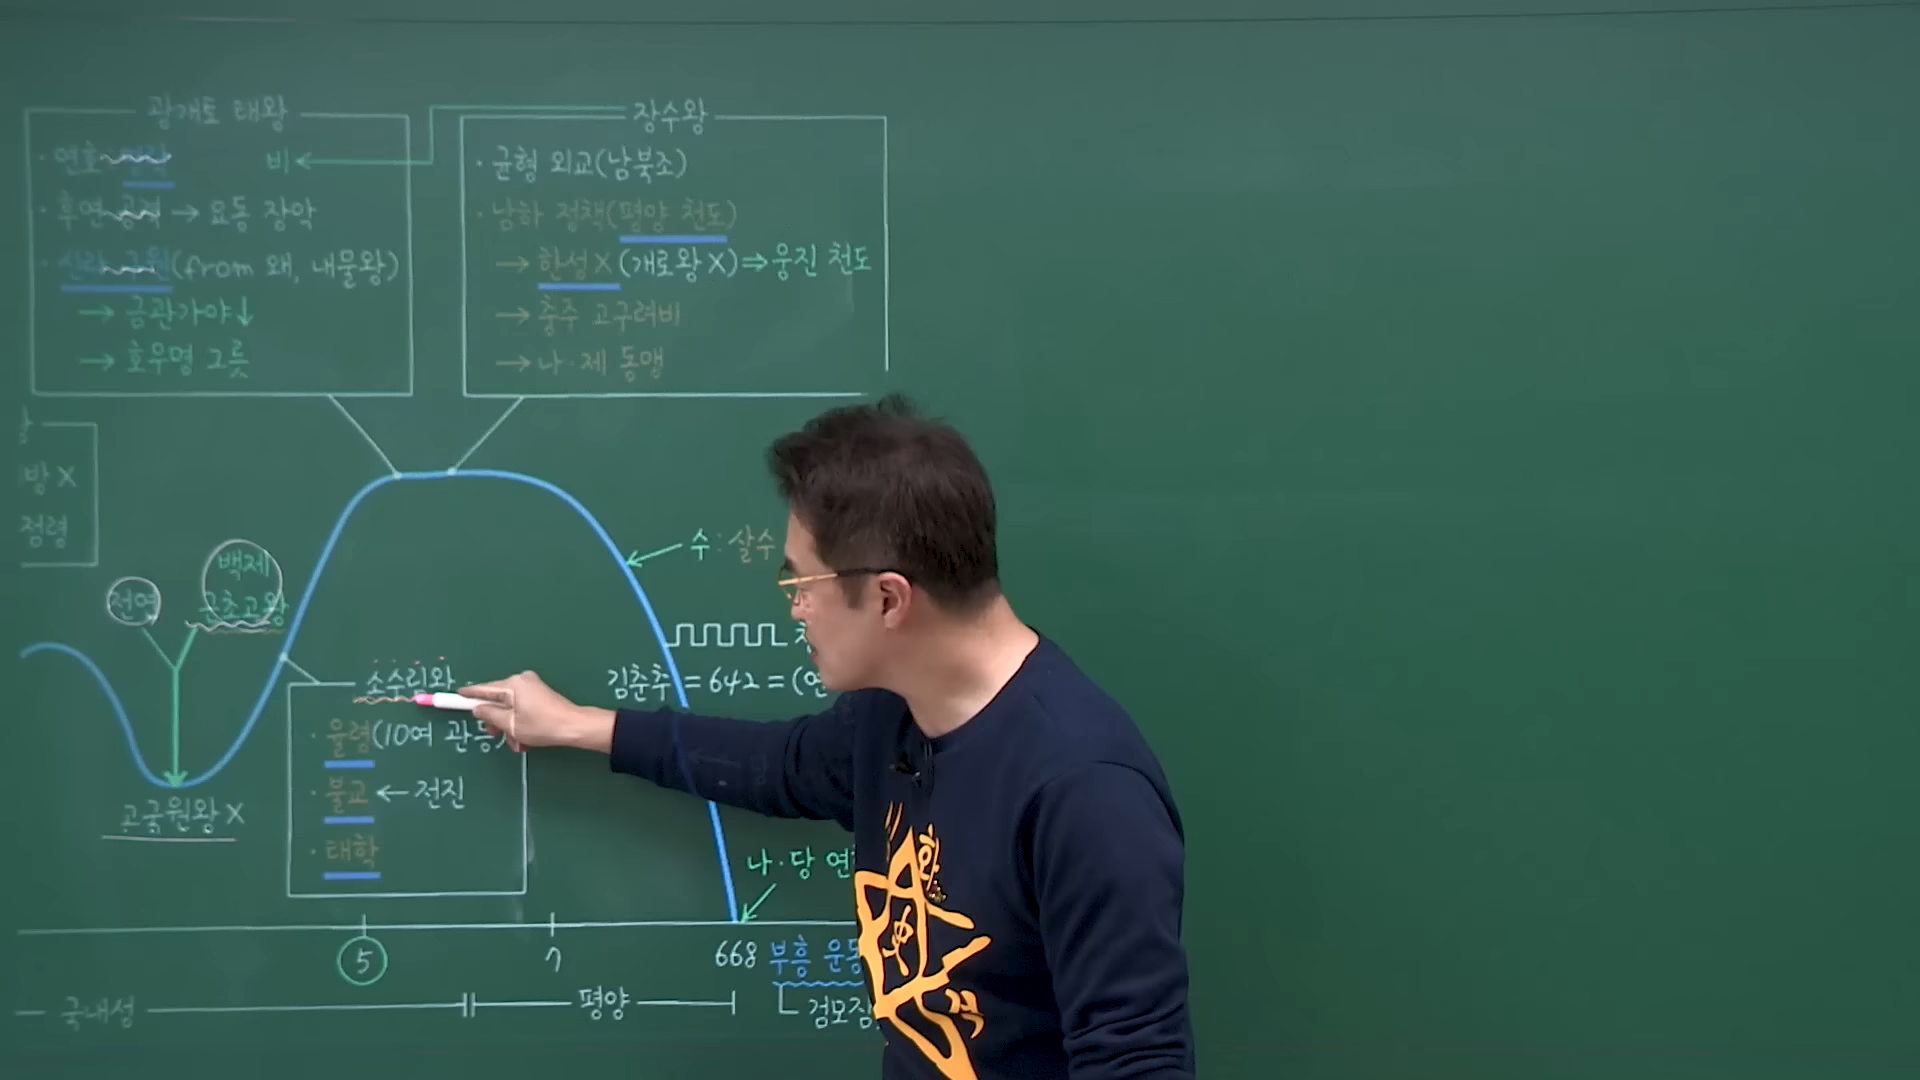 광개토 태왕
· 연호 영락 비
· 후연 공격 → 요동 장악
· 신라 구원(from 왜, 내물왕)
→ 금관가야↓
→ 호우명 그릇
장수왕
· 균형 외교(남북조)
· 남하 정책(평양 천도)
→ 한성X(개로왕X)⇒웅진 천도
→ 충주 고구려비
→ 나·제 동맹
방 X
점령
전연
백제
근초고왕
고국원왕 X
소수림왕
· 율령(10여 관등)
· 불교 ← 전진
· 태학
수: 살수
김춘추 = 642 = (연
나·당 연
5
7
668 부흥 운동
검모잠
국내성
평양
화